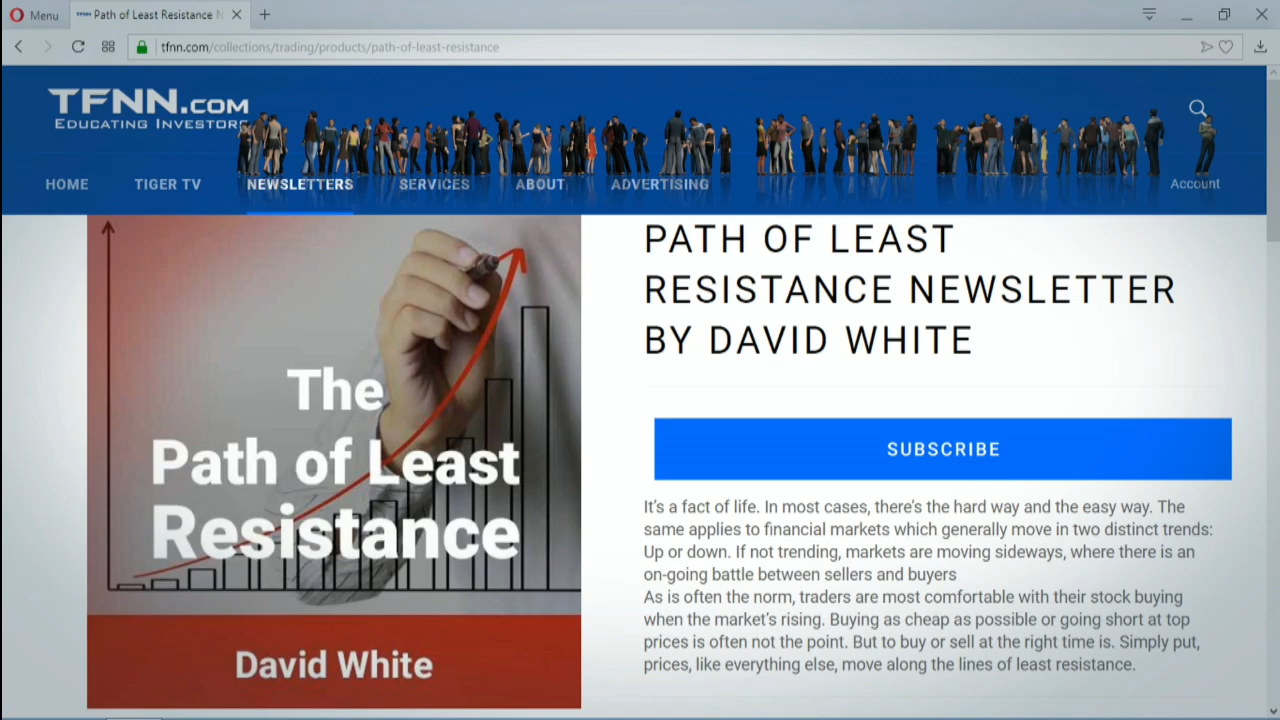 Menu
Path of Least Resistance N
tfnn.com/collections/trading/products/path-of-least-resistance
TFNN.COM
EDUCATING INVESTORS
HOME
TIGER TV
NEWSLETTERS
SERVICES
ABOUT
ADVERTISING
Account
The
Path of Least
Resistance
David White
PATH OF LEAST
RESISTANCE NEWSLETTER
BY DAVID WHITE
SUBSCRIBE
It's a fact of life. In most cases, there's the hard way and the easy way. The
same applies to financial markets which generally move in two distinct trends:
Up or down. If not trending, markets are moving sideways, where there is an
on-going battle between sellers and buyers
As is often the norm, traders are most comfortable with their stock buying
when the market's rising. Buying as cheap as possible or going short at top
prices is often not the point. But to buy or sell at the right time is. Simply put,
prices, like everything else, move along the lines of least resistance.